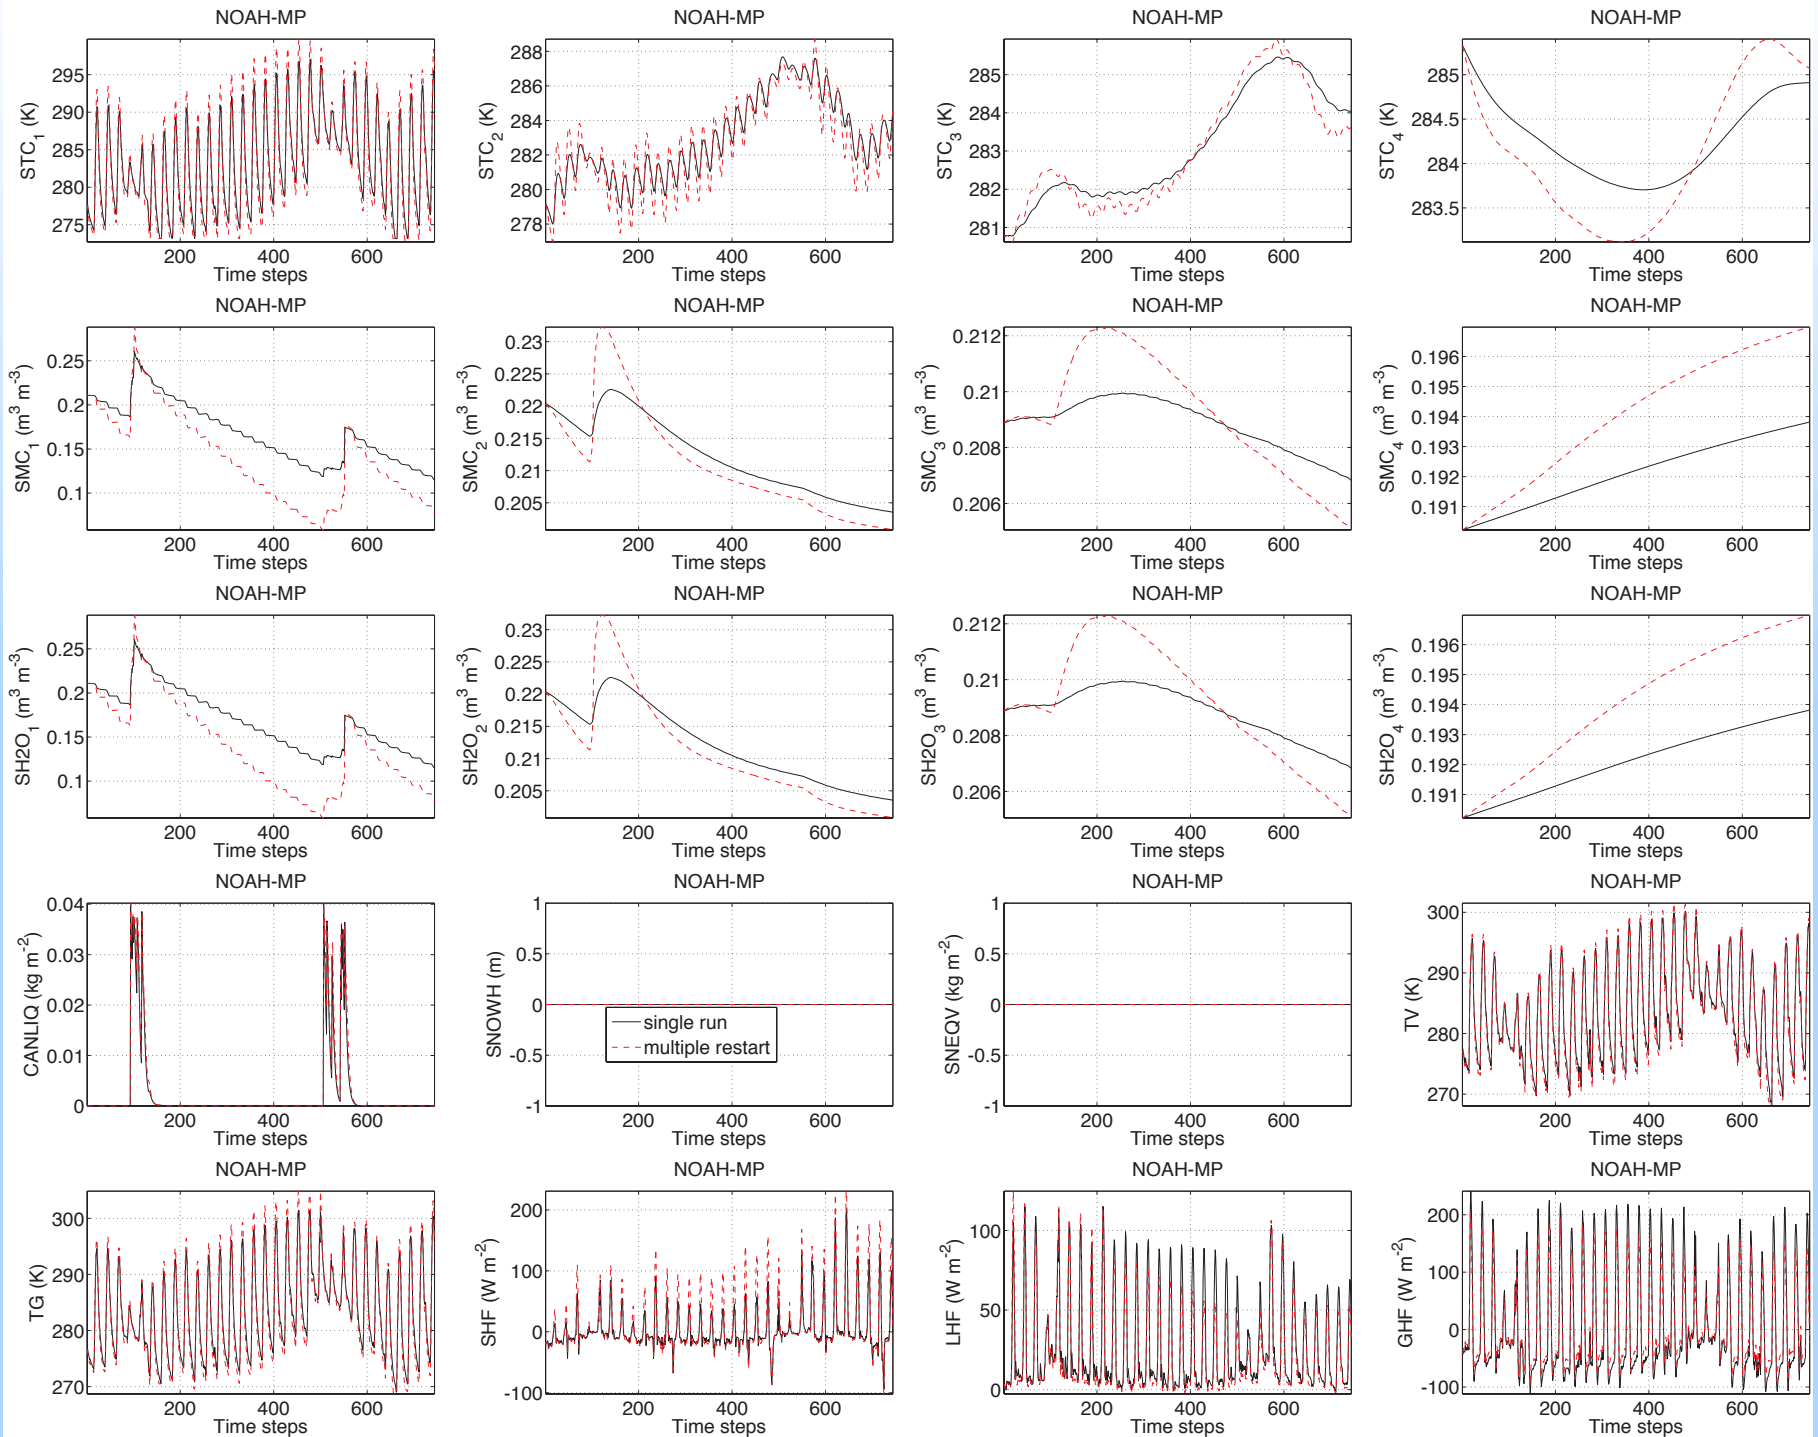 NOAH-MP
STC1 (K)
295
290
285
280
275
200 400 600
Time steps
NOAH-MP
STC2 (K)
288
286
284
282
280
278
200 400 600
Time steps
NOAH-MP
STC3 (K)
285
284
283
282
281
200 400 600
Time steps
NOAH-MP
STC4 (K)
285
284.5
284
283.5
200 400 600
Time steps
NOAH-MP
SMC1 (m3 m-3)
0.25
0.2
0.15
0.1
200 400 600
Time steps
NOAH-MP
SMC2 (m3 m-3)
0.23
0.225
0.22
0.215
0.21
0.205
200 400 600
Time steps
NOAH-MP
SMC3 (m3 m-3)
0.212
0.21
0.208
0.206
200 400 600
Time steps
NOAH-MP
SMC4 (m3 m-3)
0.196
0.195
0.194
0.193
0.192
0.191
200 400 600
Time steps
NOAH-MP
SH2O1 (m3 m-3)
0.25
0.2
0.15
0.1
200 400 600
Time steps
NOAH-MP
SH2O2 (m3 m-3)
0.23
0.225
0.22
0.215
0.21
0.205
200 400 600
Time steps
NOAH-MP
SH2O3 (m3 m-3)
0.212
0.21
0.208
0.206
200 400 600
Time steps
NOAH-MP
SH2O4 (m3 m-3)
0.196
0.195
0.194
0.193
0.192
0.191
200 400 600
Time steps
NOAH-MP
CANLIQ (kg m-2)
0.04
0.03
0.02
0.01
0
200 400 600
Time steps
NOAH-MP
SNOWH (m)
1
0.5
0
-0.5
-1
single run
multiple restart
200 400 600
Time steps
NOAH-MP
SNEQV (kg m-2)
1
0.5
0
-0.5
-1
200 400 600
Time steps
NOAH-MP
TV (K)
300
290
280
270
200 400 600
Time steps
NOAH-MP
TG (K)
300
290
280
270
200 400 600
Time steps
NOAH-MP
SHF (W m-2)
200
100
0
-100
200 400 600
Time steps
NOAH-MP
LHF (W m-2)
100
50
0
200 400 600
Time steps
NOAH-MP
GHF (W m-2)
200
100
0
-100
200 400 600
Time steps